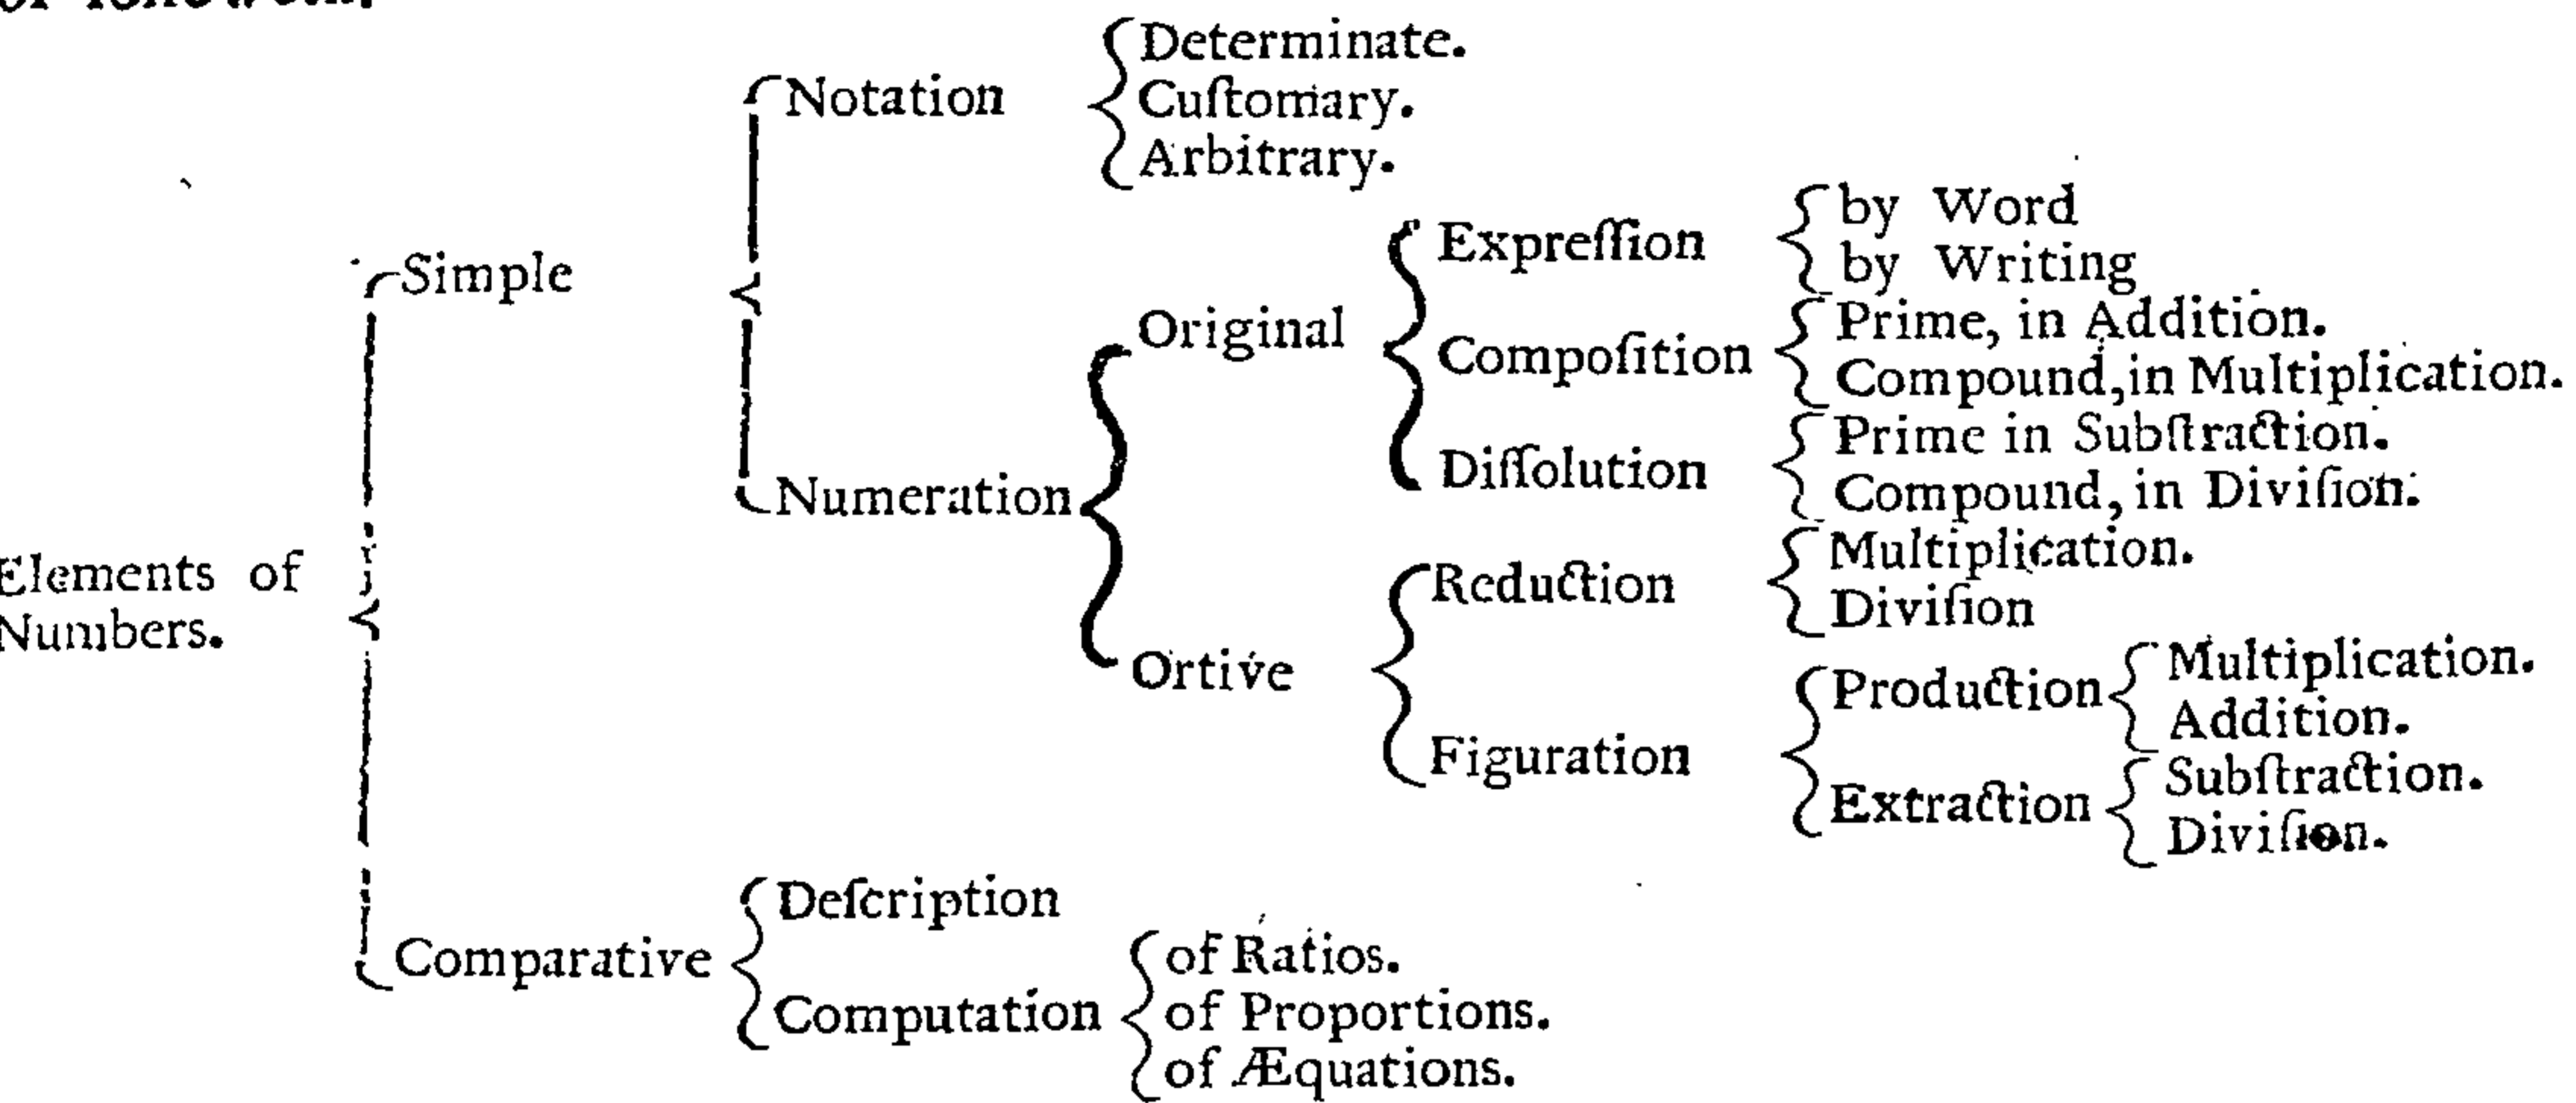 Determinate.
Notation
Cuſtomary.
Arbitrary.
by Word
Expreſſion
by Writing
Simple
Prime, in Addition.
Original
Compoſition
Compound, in Multiplication.
Prime in Subſtraction.
Diſſolution
Compound, in Diviſion.
Numeration
Multiplication.
Reduction
Diviſion
Elements of
Numbers.
Ortive
Multiplication.
Production
Addition.
Figuration
Subſtraction.
Extraction
Diviſion.
Deſcription
Comparative
of Ratios.
Computation
of Proportions.
of Æquations.